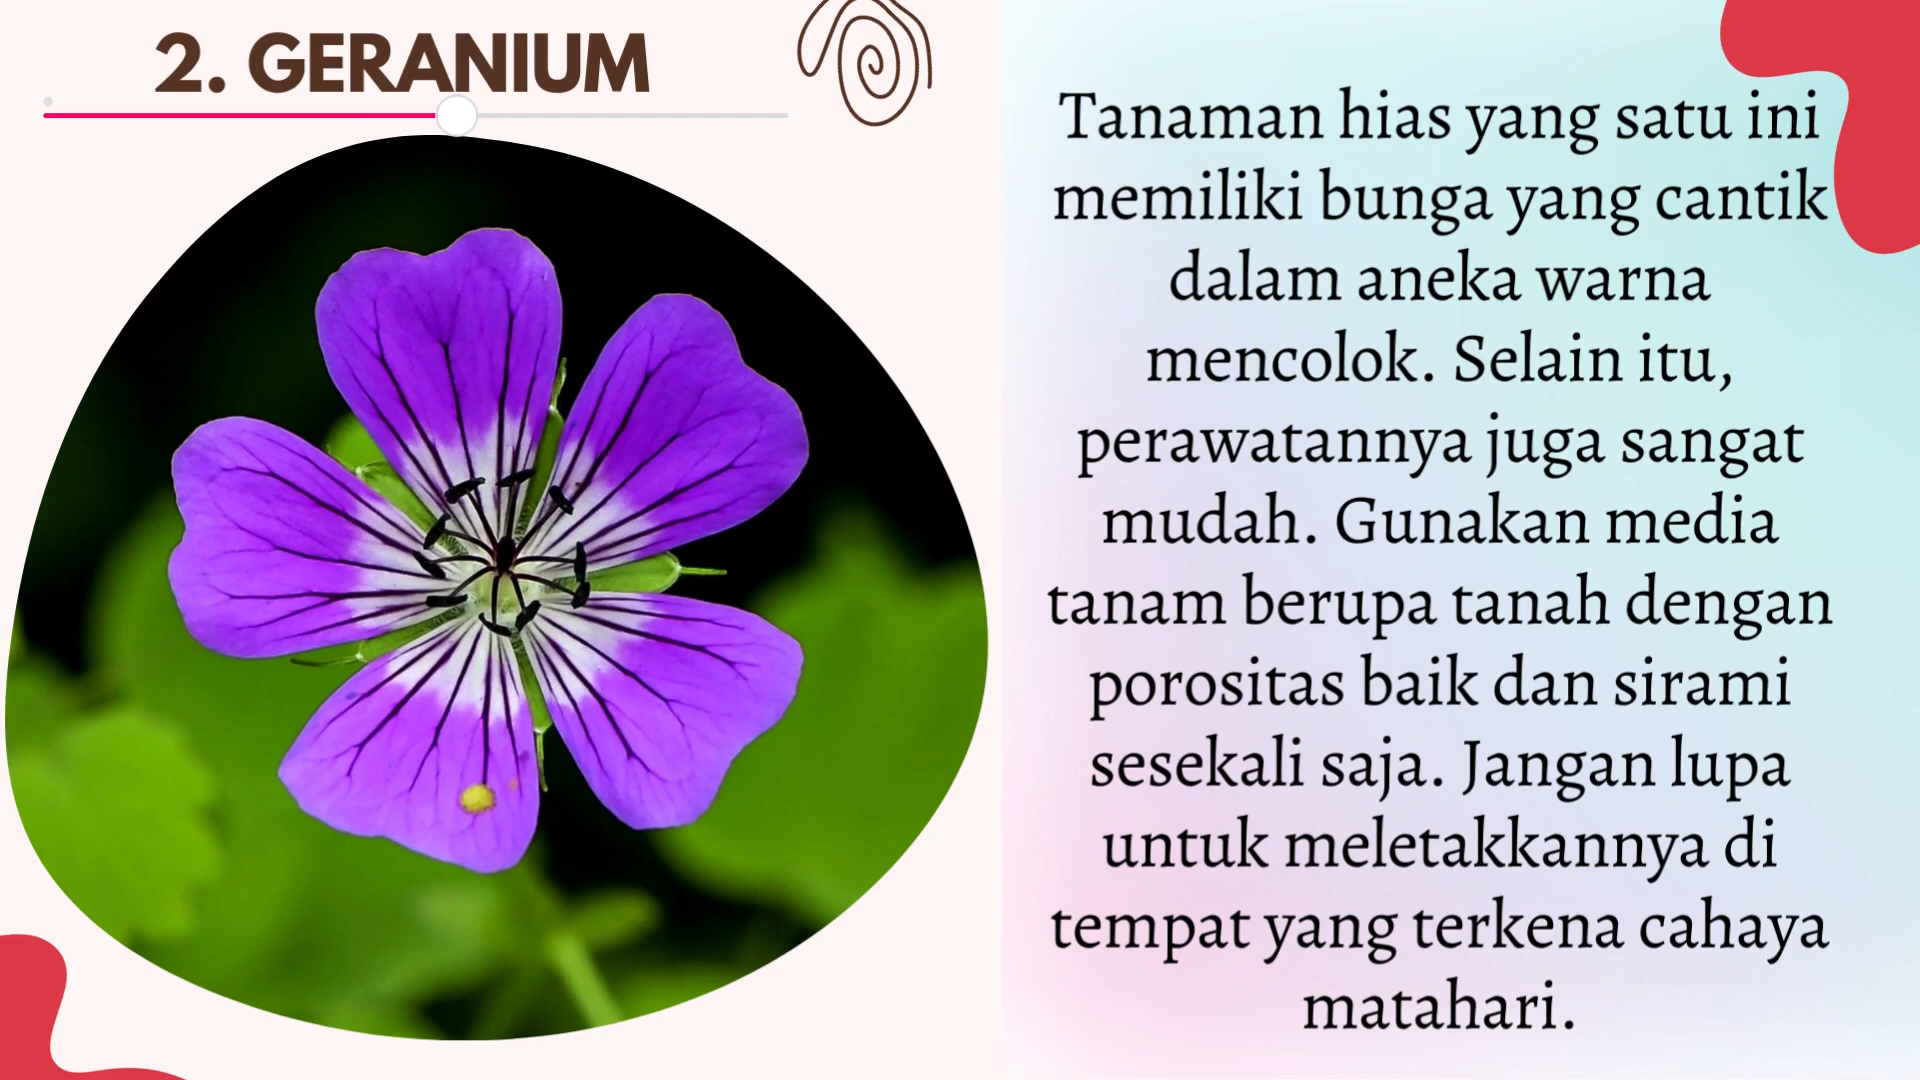 2. GERANIUM
Tanaman hias yang satu ini
memiliki bunga yang cantik
dalam aneka warna
mencolok. Selain itu,
perawatannya juga sangat
mudah. Gunakan media
tanam berupa tanah dengan
porositas baik dan sirami
sesekali saja. Jangan lupa
untuk meletakkannya di
tempat yang terkena cahaya
matahari.